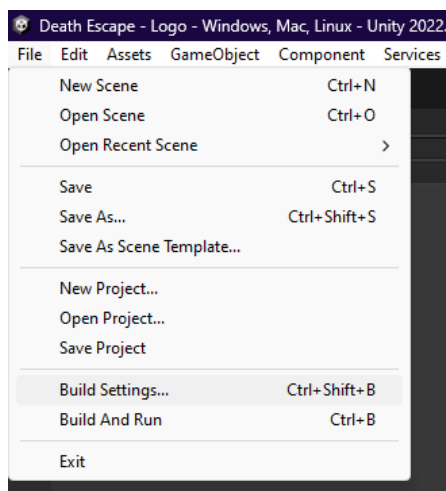 Death Escape - Logo - Windows, Mac, Linux - Unity 2022.
File Edit Assets GameObject Component Services
New Scene Ctrl+N
Open Scene Ctrl+O
Open Recent Scene >
Save Ctrl+S
Save As... Ctrl+Shift+S
Save As Scene Template...
New Project...
Open Project...
Save Project
Build Settings... Ctrl+Shift+B
Build And Run Ctrl+B
Exit